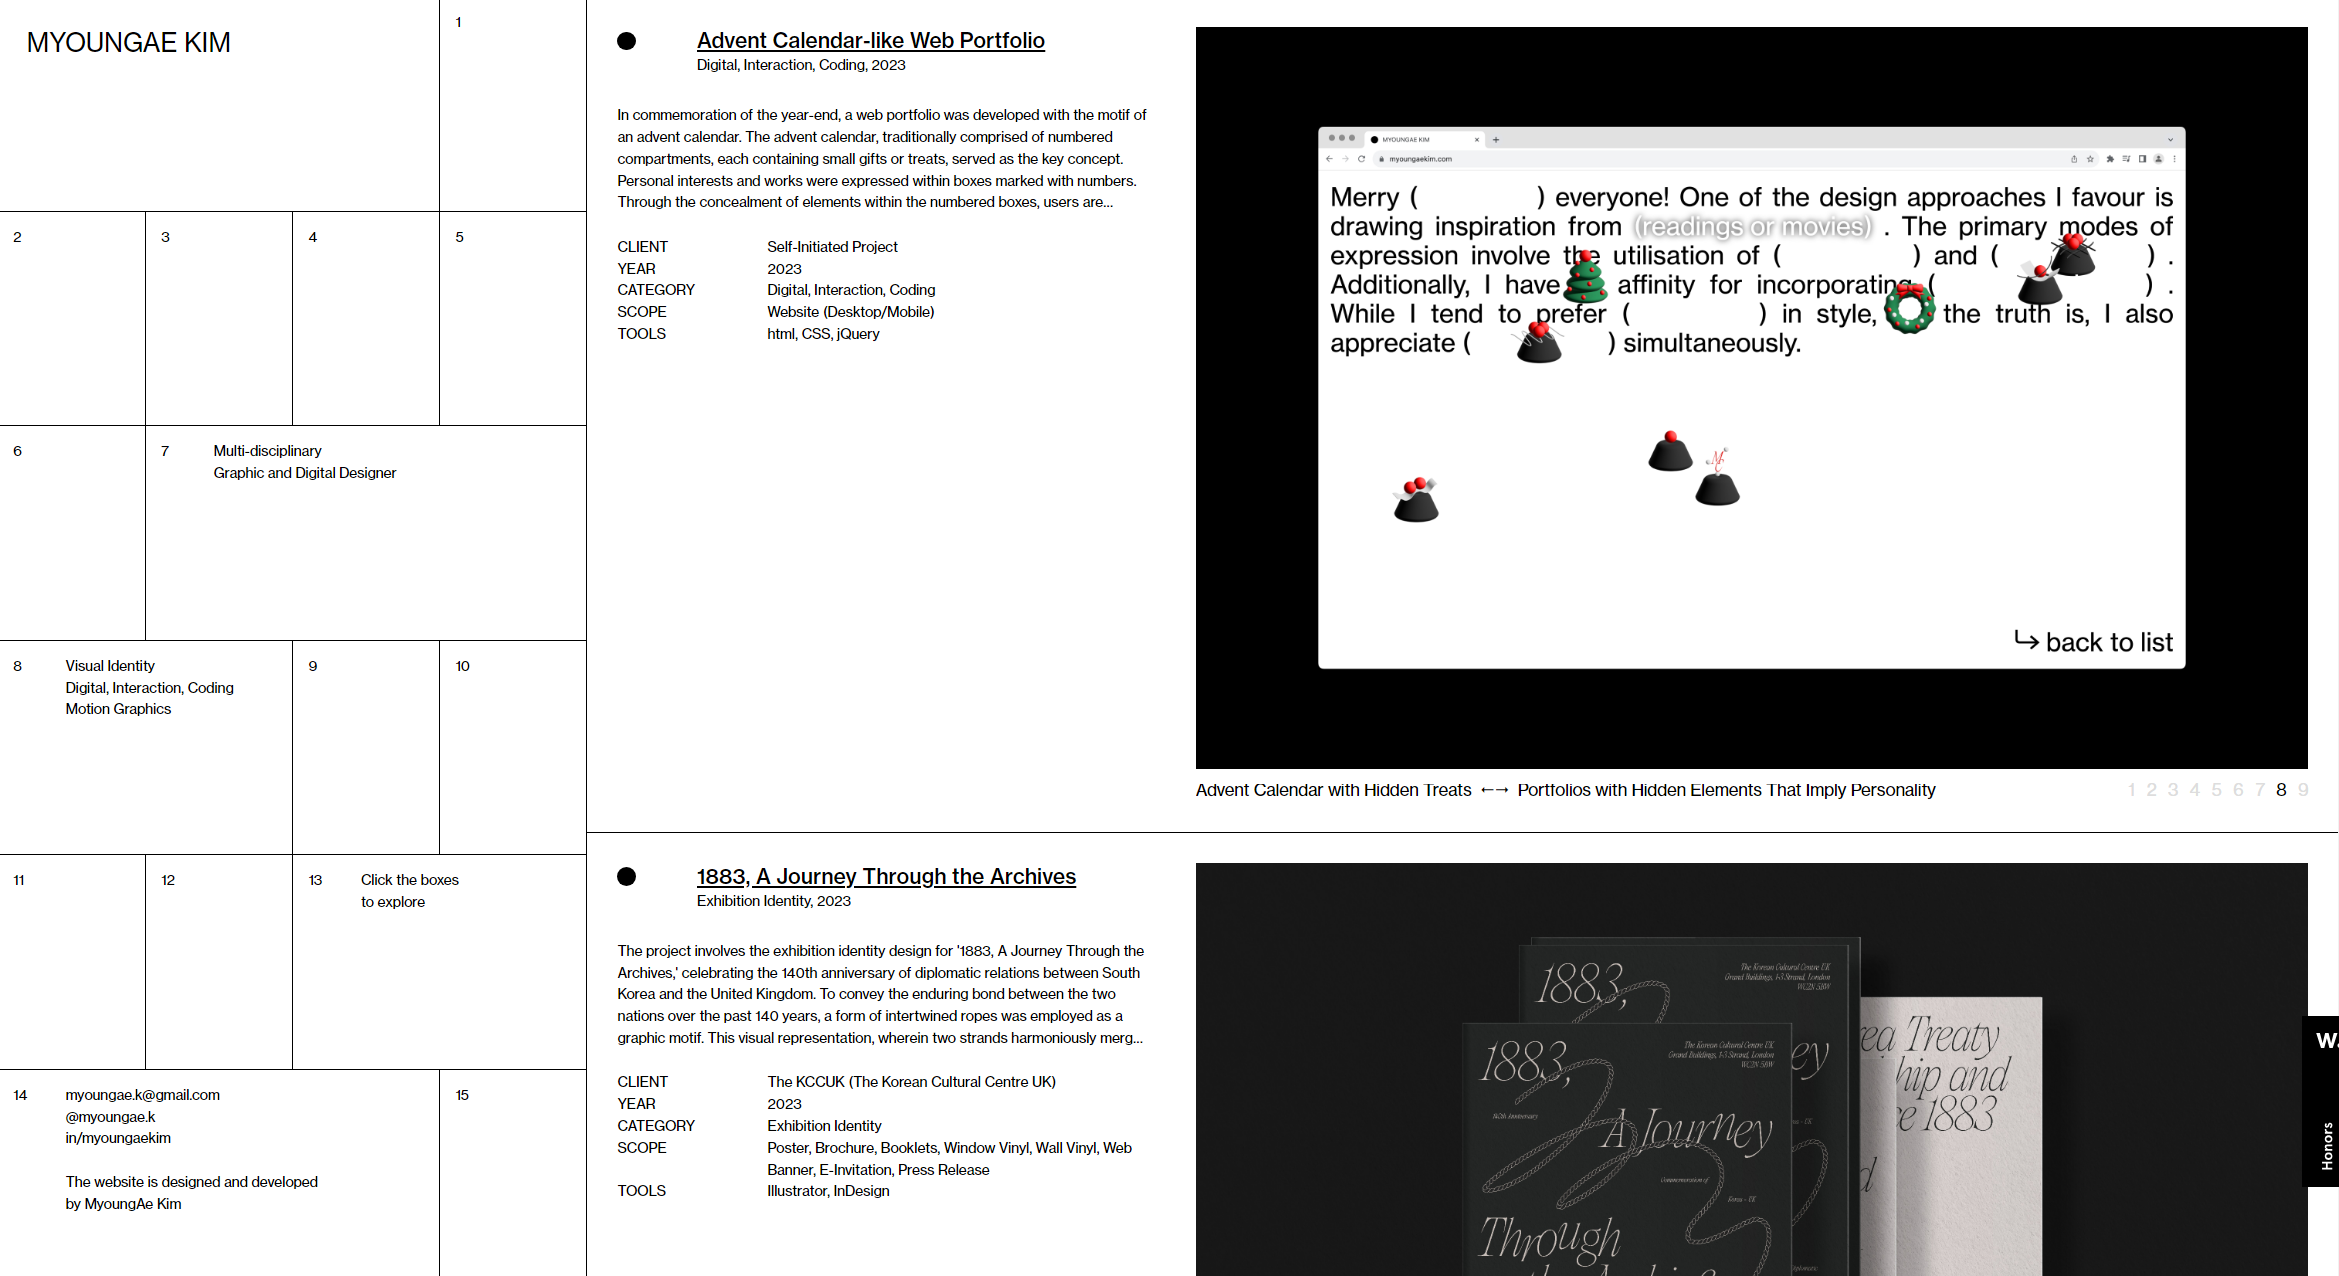 MYOUNGAE KIM
1
2
3
4
5
6
7
Multi-disciplinary
Graphic and Digital Designer
8
Visual Identity
Digital, Interaction, Coding
Motion Graphics
9
10
11
12
13
Click the boxes
to explore
14
myoungae.k@gmail.com
@myoungae.k
in/myoungaekim
The website is designed and developed
by MyoungAe Kim
15
Advent Calendar-like Web Portfolio
Digital, Interaction, Coding, 2023
In commemoration of the year-end, a web portfolio was developed with the motif of
an advent calendar. The advent calendar, traditionally comprised of numbered
compartments, each containing small gifts or treats, served as the key concept.
Personal interests and works were expressed within boxes marked with numbers.
Through the concealment of elements within the numbered boxes, users are...
CLIENT Self-Initiated Project
YEAR 2023
CATEGORY Digital, Interaction, Coding
SCOPE Website (Desktop/Mobile)
TOOLS html, CSS, jQuery
MYOUNGAE KIM
myoungaekim.com
Merry ( ) everyone! One of the design approaches I favour is
drawing inspiration from (readings or movies) . The primary modes of
expression involve the utilisation of ( ) and ( ) .
Additionally, I have affinity for incorporating ( ) .
While I tend to prefer ( ) in style, the truth is, I also
appreciate ( ) simultaneously.
M
C
↪ back to list
Advent Calendar with Hidden Treats ←→ Portfolios with Hidden Elements That Imply Personality
1 2 3 4 5 6 7 8 9
1883, A Journey Through the Archives
Exhibition Identity, 2023
The project involves the exhibition identity design for '1883, A Journey Through the
Archives,' celebrating the 140th anniversary of diplomatic relations between South
Korea and the United Kingdom. To convey the enduring bond between the two
nations over the past 140 years, a form of intertwined ropes was employed as a
graphic motif. This visual representation, wherein two strands harmoniously merg...
CLIENT The KCCUK (The Korean Cultural Centre UK)
YEAR 2023
CATEGORY Exhibition Identity
SCOPE Poster, Brochure, Booklets, Window Vinyl, Wall Vinyl, Web
Banner, E-Invitation, Press Release
TOOLS Illustrator, InDesign
1883,
The Korean Cultural Centre UK
Grand Buildings, 1-3 Strand, London
WC2N 5BW
1883,
The Korean Cultural Centre UK
Grand Buildings, 1-3 Strand, London
WC2N 5BW
A Journey
Commemoration of
Korea – UK
Through
ey
rea Treaty
hip and
e 1883
d
W.
Honors